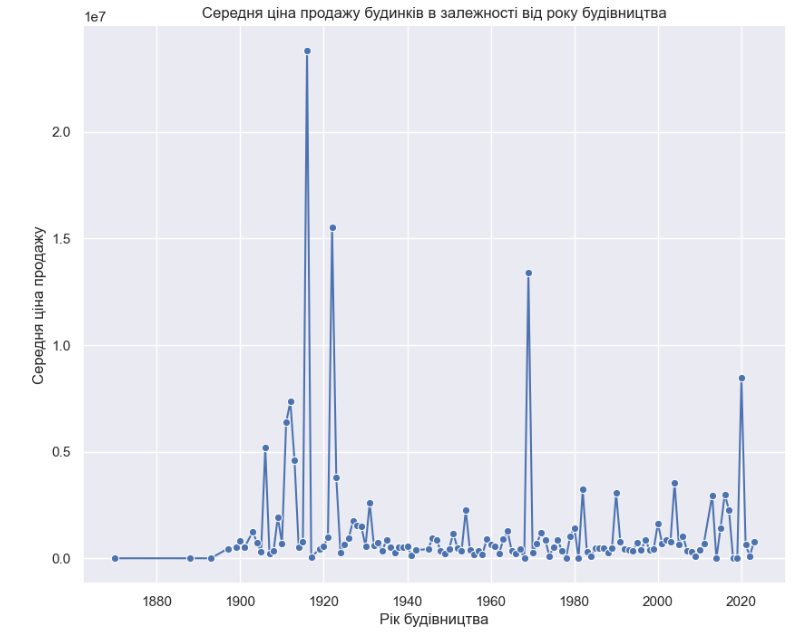 Середня ціна продажу будинків в залежності від року будівництва
1e7
2.0
1.5
1.0
0.5
0.0
Середня ціна продажу
1880 1900 1920 1940 1960 1980 2000 2020
Рік будівництва